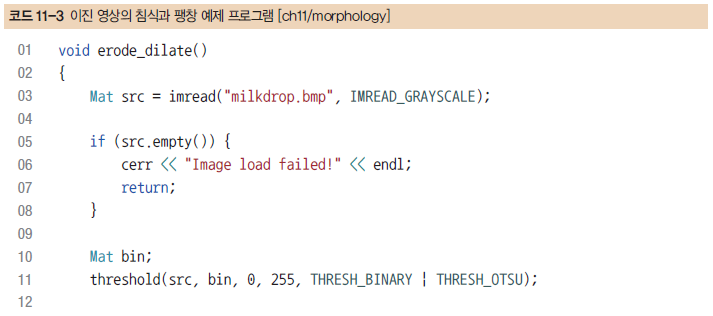 코드 11-3 이진 영상의 침식과 팽창 예제 프로그램 [ch11/morphology]
01 void erode_dilate()
02 {
03 Mat src = imread("milkdrop.bmp", IMREAD_GRAYSCALE);
04
05 if (src.empty()) {
06 cerr << "Image load failed!" << endl;
07 return;
08 }
09
10 Mat bin;
11 threshold(src, bin, 0, 255, THRESH_BINARY | THRESH_OTSU);
12